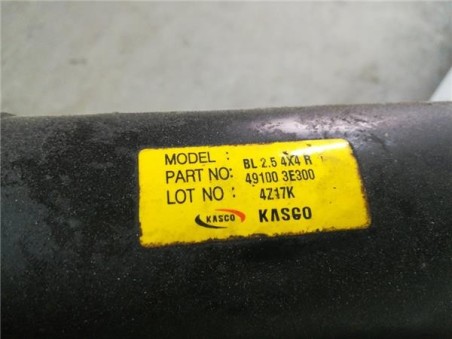 MODEL : BL 2.5 4X4 R
PART NO: 49100 3E300
LOT NO : 4Z17K
KASCO KASCO